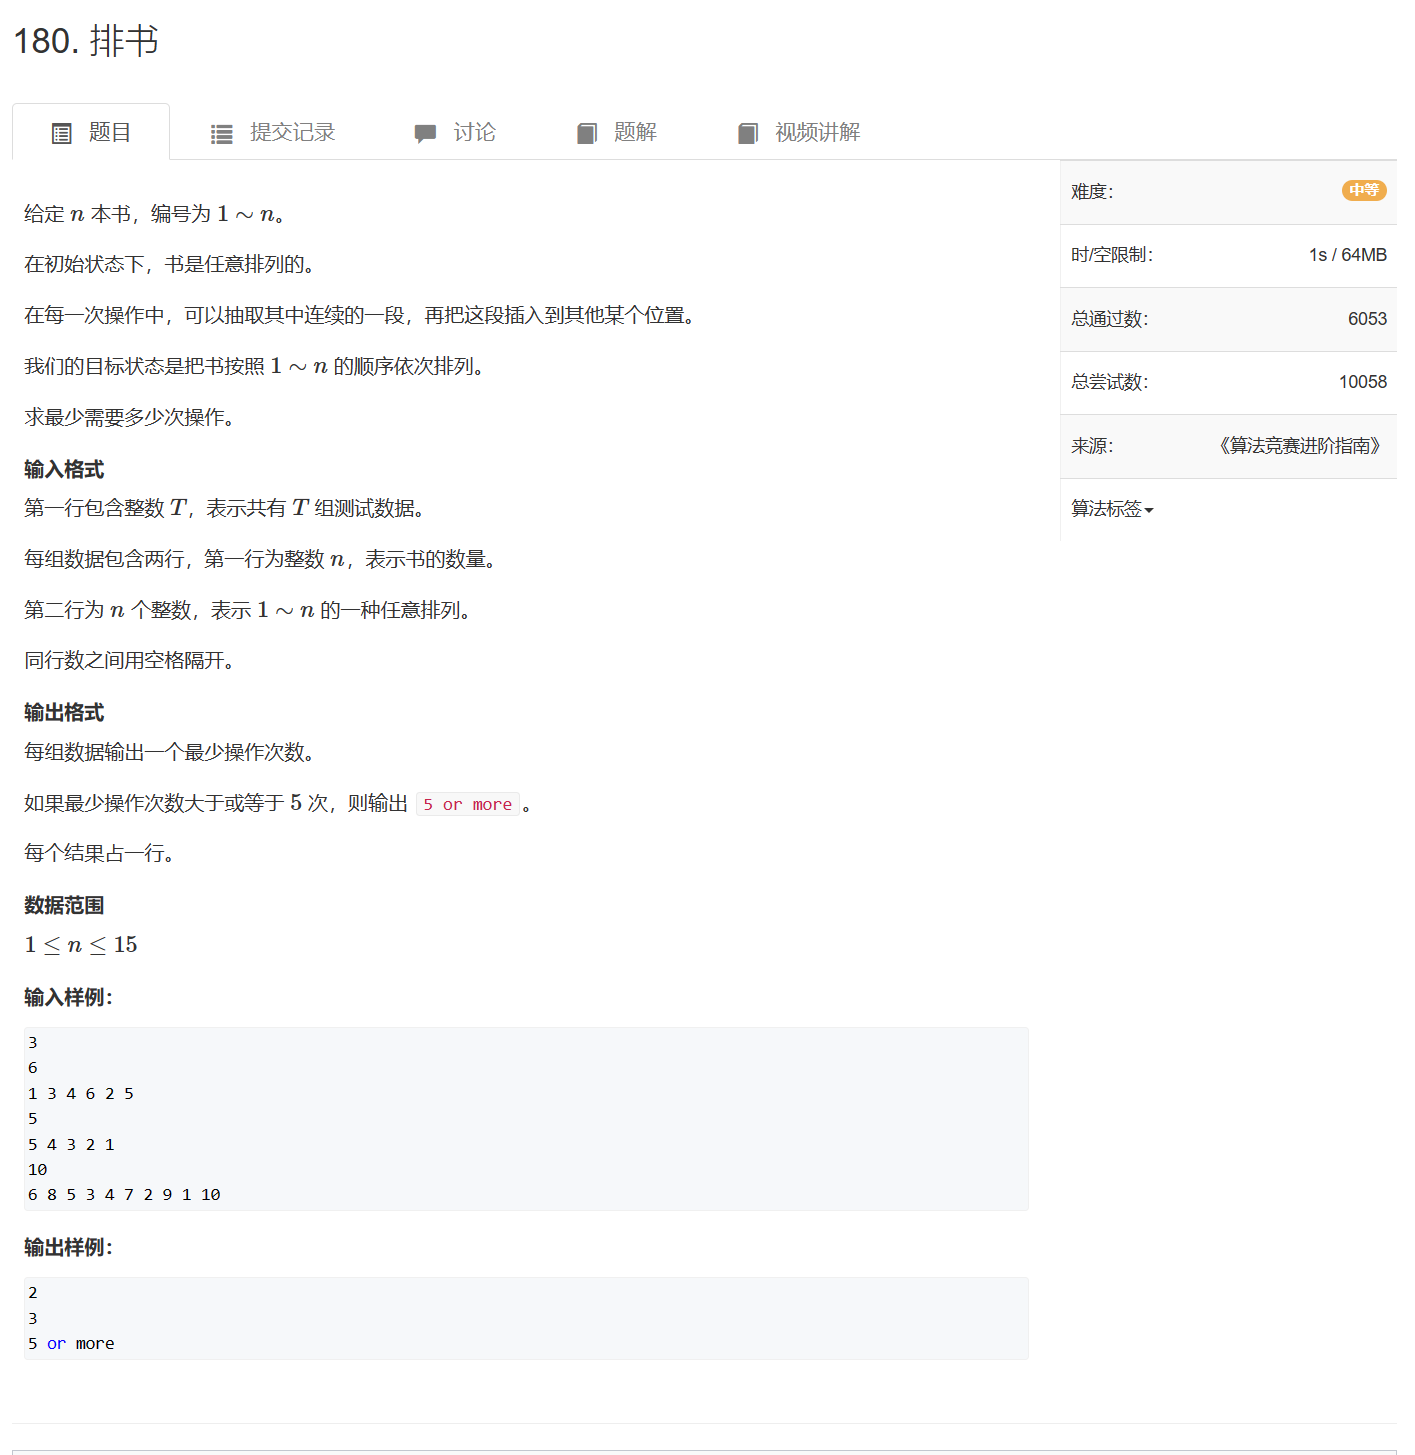 180. 排书
题目 提交记录 讨论 题解 视频讲解
给定 n 本书，编号为 1 ∼ n。
在初始状态下，书是任意排列的。
在每一次操作中，可以抽取其中连续的一段，再把这段插入到其他某个位置。
我们的目标状态是把书按照 1 ∼ n 的顺序依次排列。
求最少需要多少次操作。
输入格式
第一行包含整数 T，表示共有 T 组测试数据。
每组数据包含两行，第一行为整数 n，表示书的数量。
第二行为 n 个整数，表示 1 ∼ n 的一种任意排列。
同行数之间用空格隔开。
输出格式
每组数据输出一个最少操作次数。
如果最少操作次数大于或等于 5 次，则输出 5 or more 。
每个结果占一行。
数据范围
1 ≤ n ≤ 15
输入样例：
3
6
1 3 4 6 2 5
5
5 4 3 2 1
10
6 8 5 3 4 7 2 9 1 10
输出样例：
2
3
5 or more
难度： 中等
时/空限制： 1s / 64MB
总通过数： 6053
总尝试数： 10058
来源： 《算法竞赛进阶指南》
算法标签